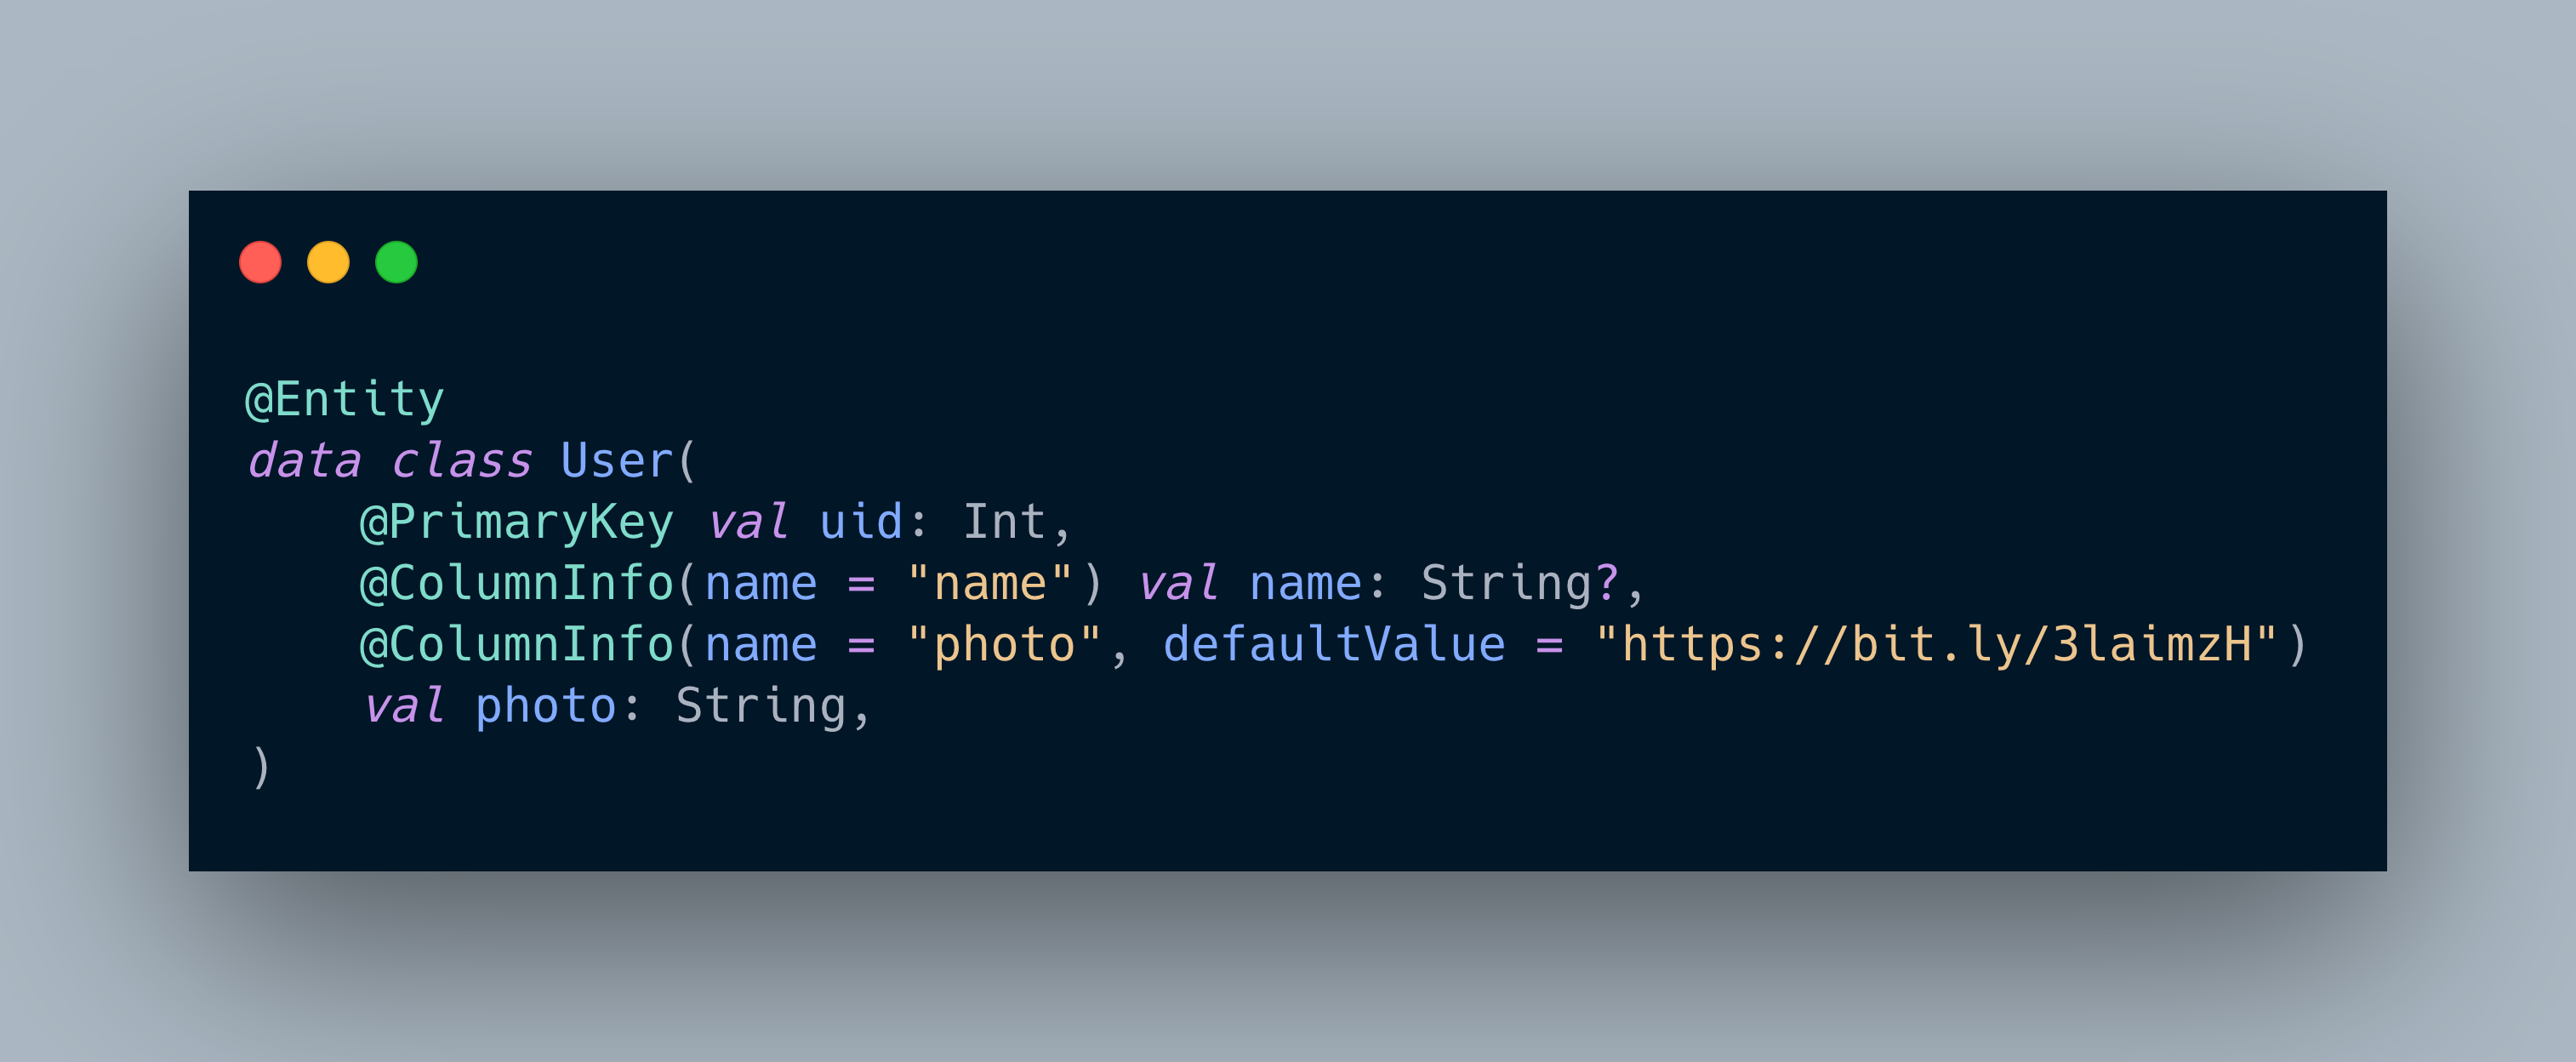 @Entity
data class User(
    @PrimaryKey val uid: Int,
    @ColumnInfo(name = "name") val name: String?,
    @ColumnInfo(name = "photo", defaultValue = "https://bit.ly/3laimzH")
    val photo: String,
)